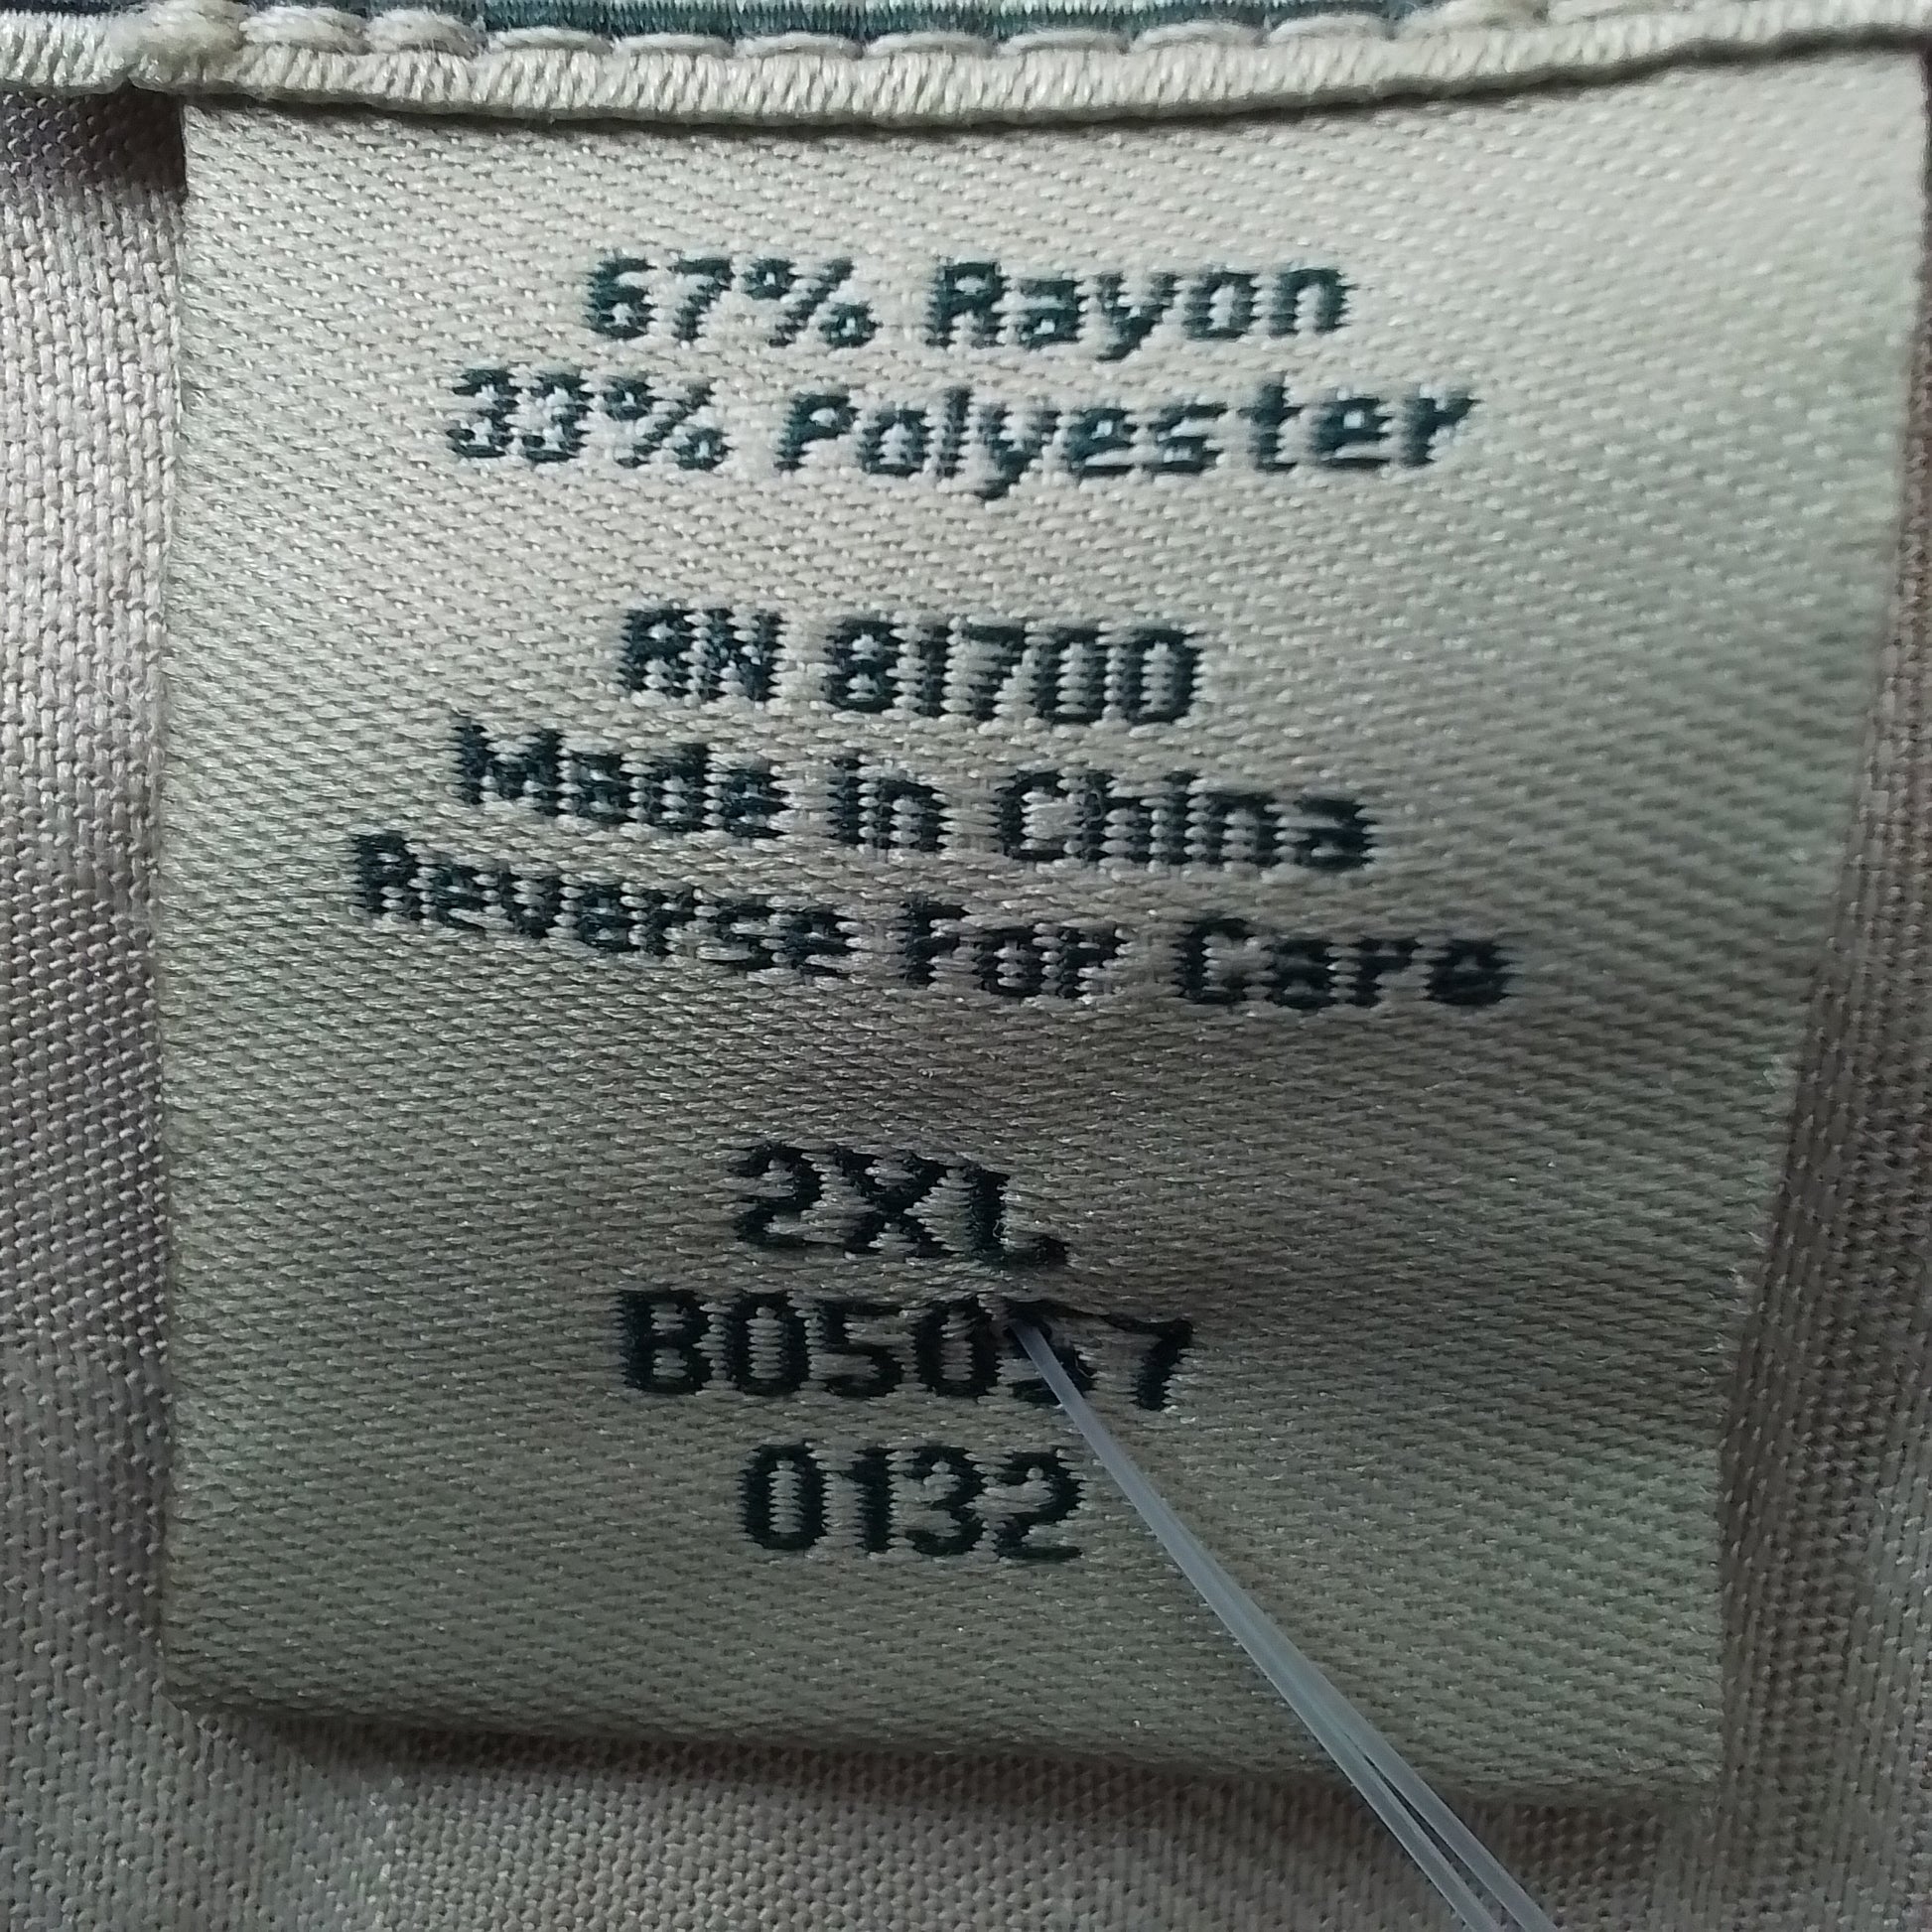 67% Rayon
33% Polyester
RN 81700
Made in China
Reverse For Care
2XL
0132